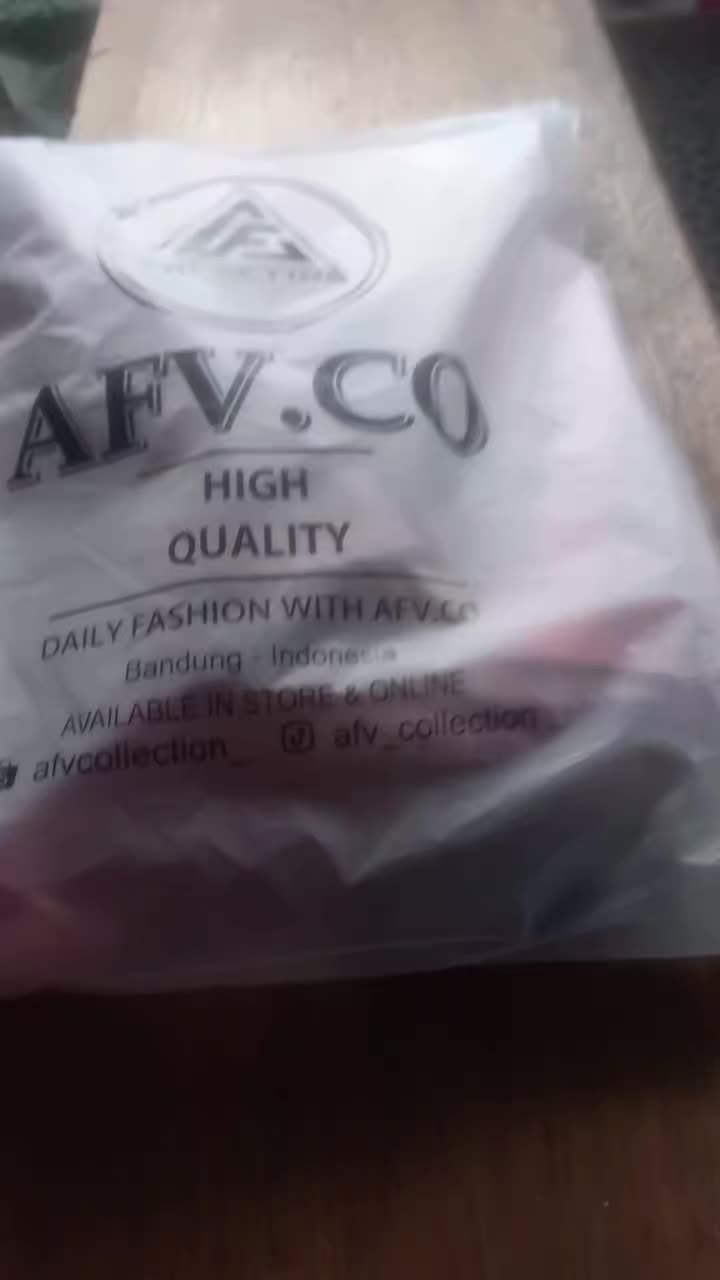 AFV.CO
HIGH
QUALITY
DAILY FASHION WITH AFV.CO
Bandung - Indonesia
AVAILABLE IN STORE & ONLINE
afvcollection_ afv_collection